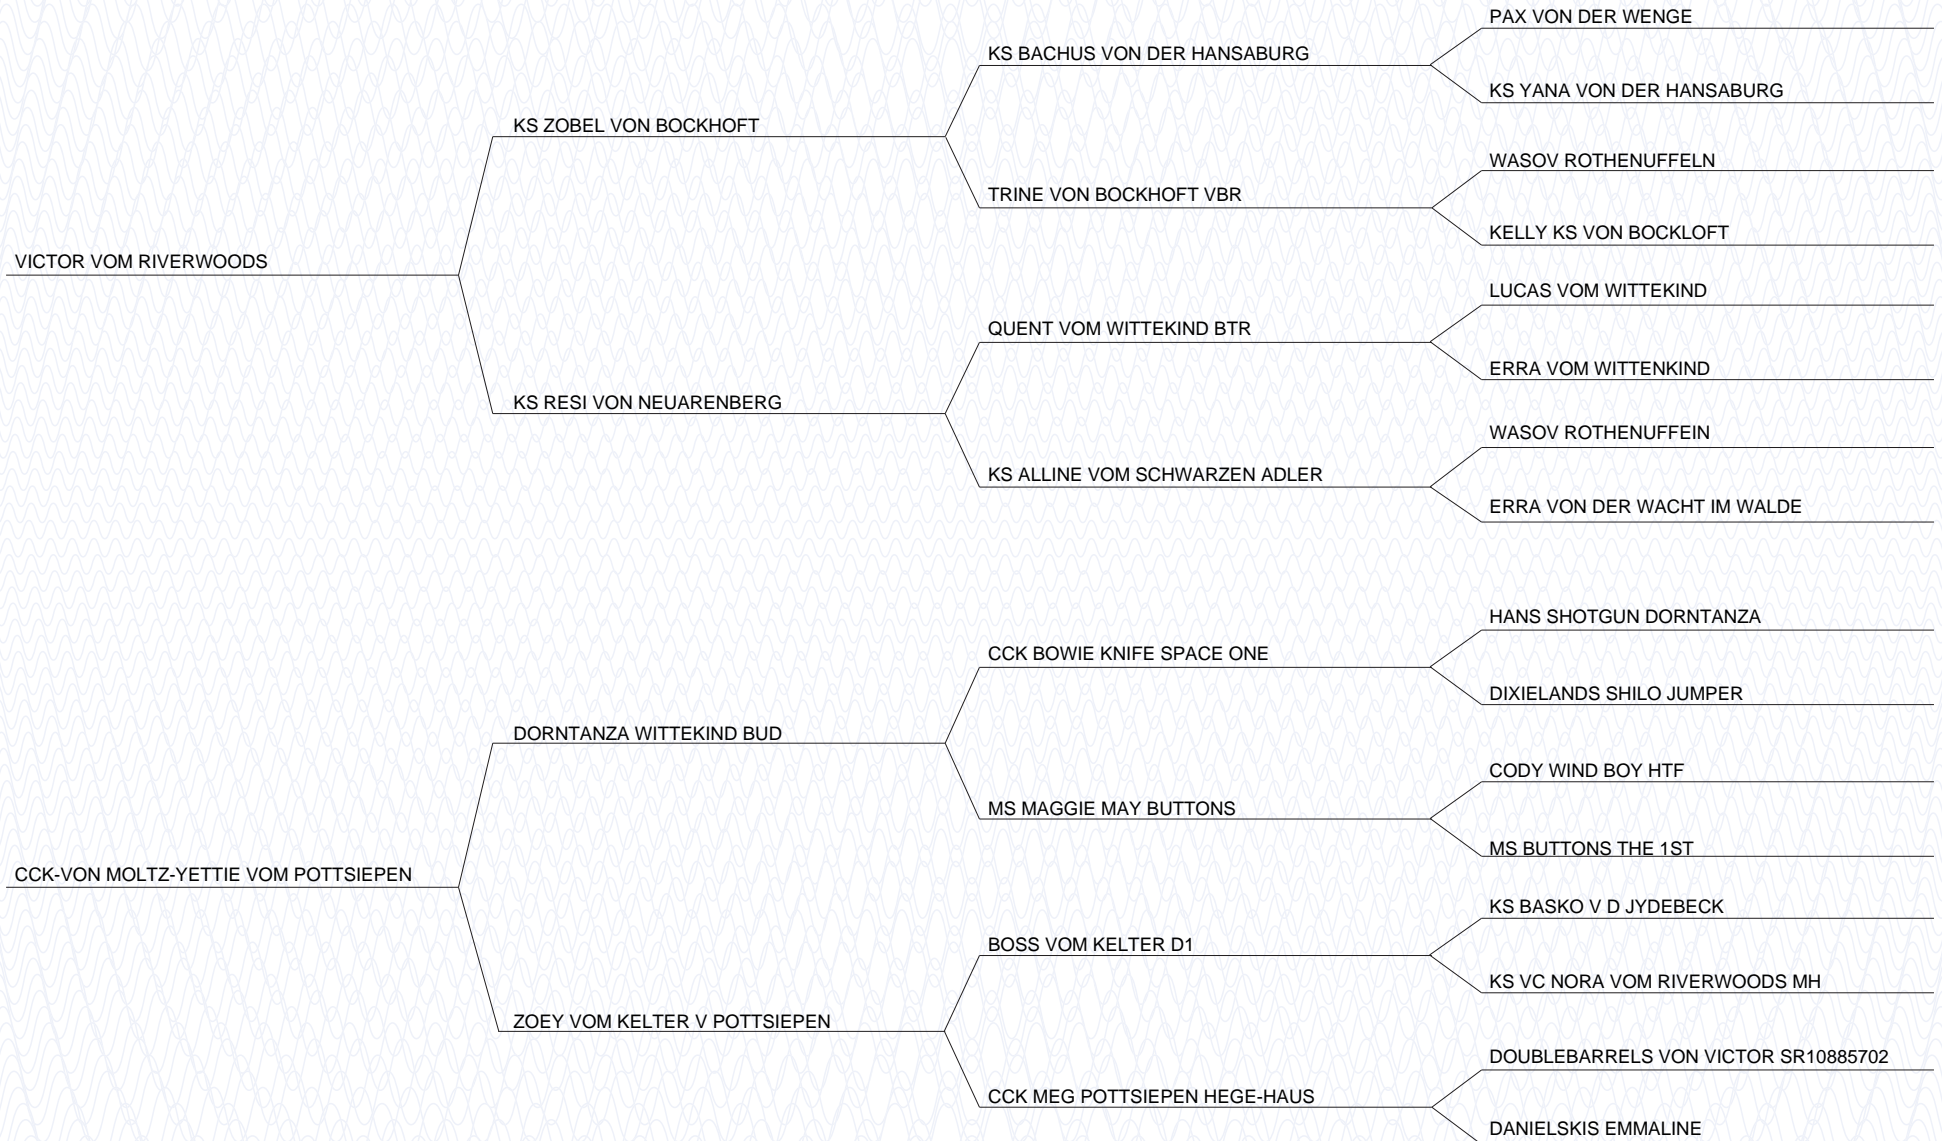 PAX VON DER WENGE
KS BACHUS VON DER HANSABURG
KS YANA VON DER HANSABURG
KS ZOBEL VON BOCKHOFT
WASOV ROTHENUFFELN
TRINE VON BOCKHOFT VBR
KELLY KS VON BOCKLOFT
VICTOR VOM RIVERWOODS
LUCAS VOM WITTEKIND
QUENT VOM WITTEKIND BTR
ERRA VOM WITTENKIND
KS RESI VON NEUARENBERG
WASOV ROTHENUFFEIN
KS ALLINE VOM SCHWARZEN ADLER
ERRA VON DER WACHT IM WALDE
HANS SHOTGUN DORNTANZA
CCK BOWIE KNIFE SPACE ONE
DIXIELANDS SHILO JUMPER
DORNTANZA WITTEKIND BUD
CODY WIND BOY HTF
MS MAGGIE MAY BUTTONS
MS BUTTONS THE 1ST
CCK-VON MOLTZ-YETTIE VOM POTTSIEPEN
KS BASKO V D JYDEBECK
BOSS VOM KELTER D1
KS VC NORA VOM RIVERWOODS MH
ZOEY VOM KELTER V POTTSIEPEN
DOUBLEBARRELS VON VICTOR SR10885702
CCK MEG POTTSIEPEN HEGE-HAUS
DANIELSKIS EMMALINE